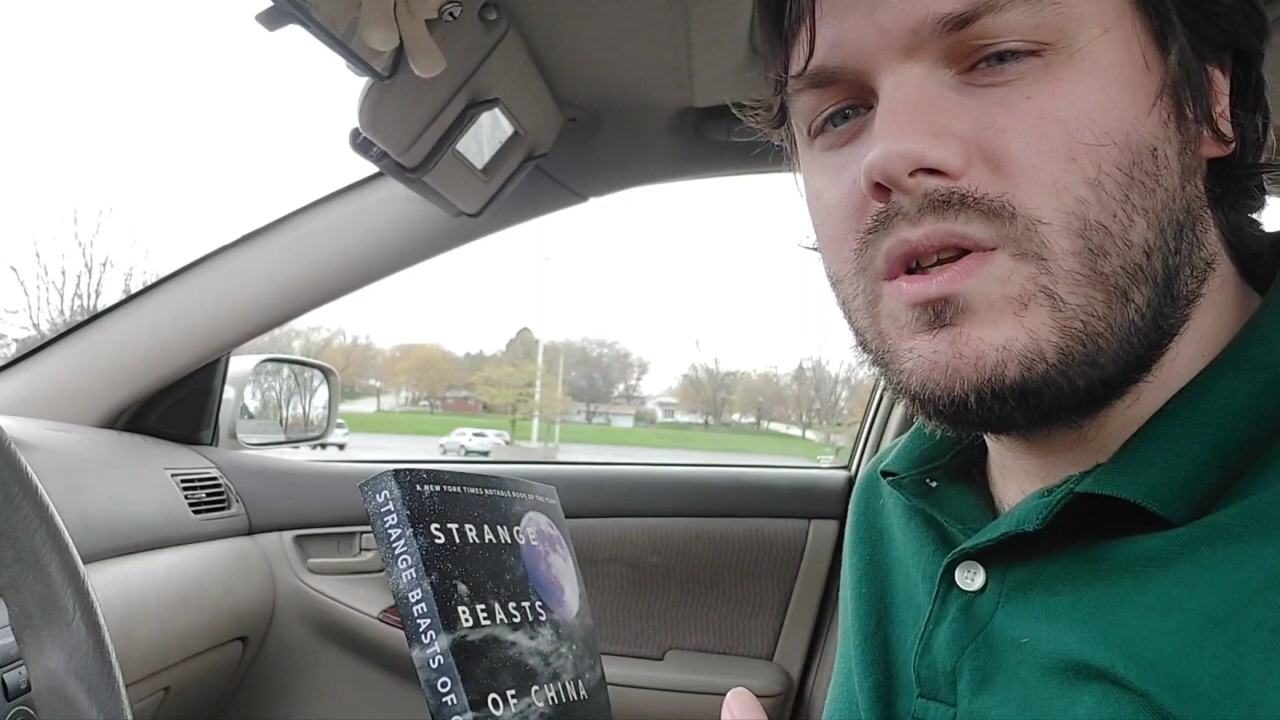 STRANGE BEASTS OF
A NEW YORK TIMES NOTABLE BOOK OF THE YEAR
STRANGE
BEASTS
OF CHINA